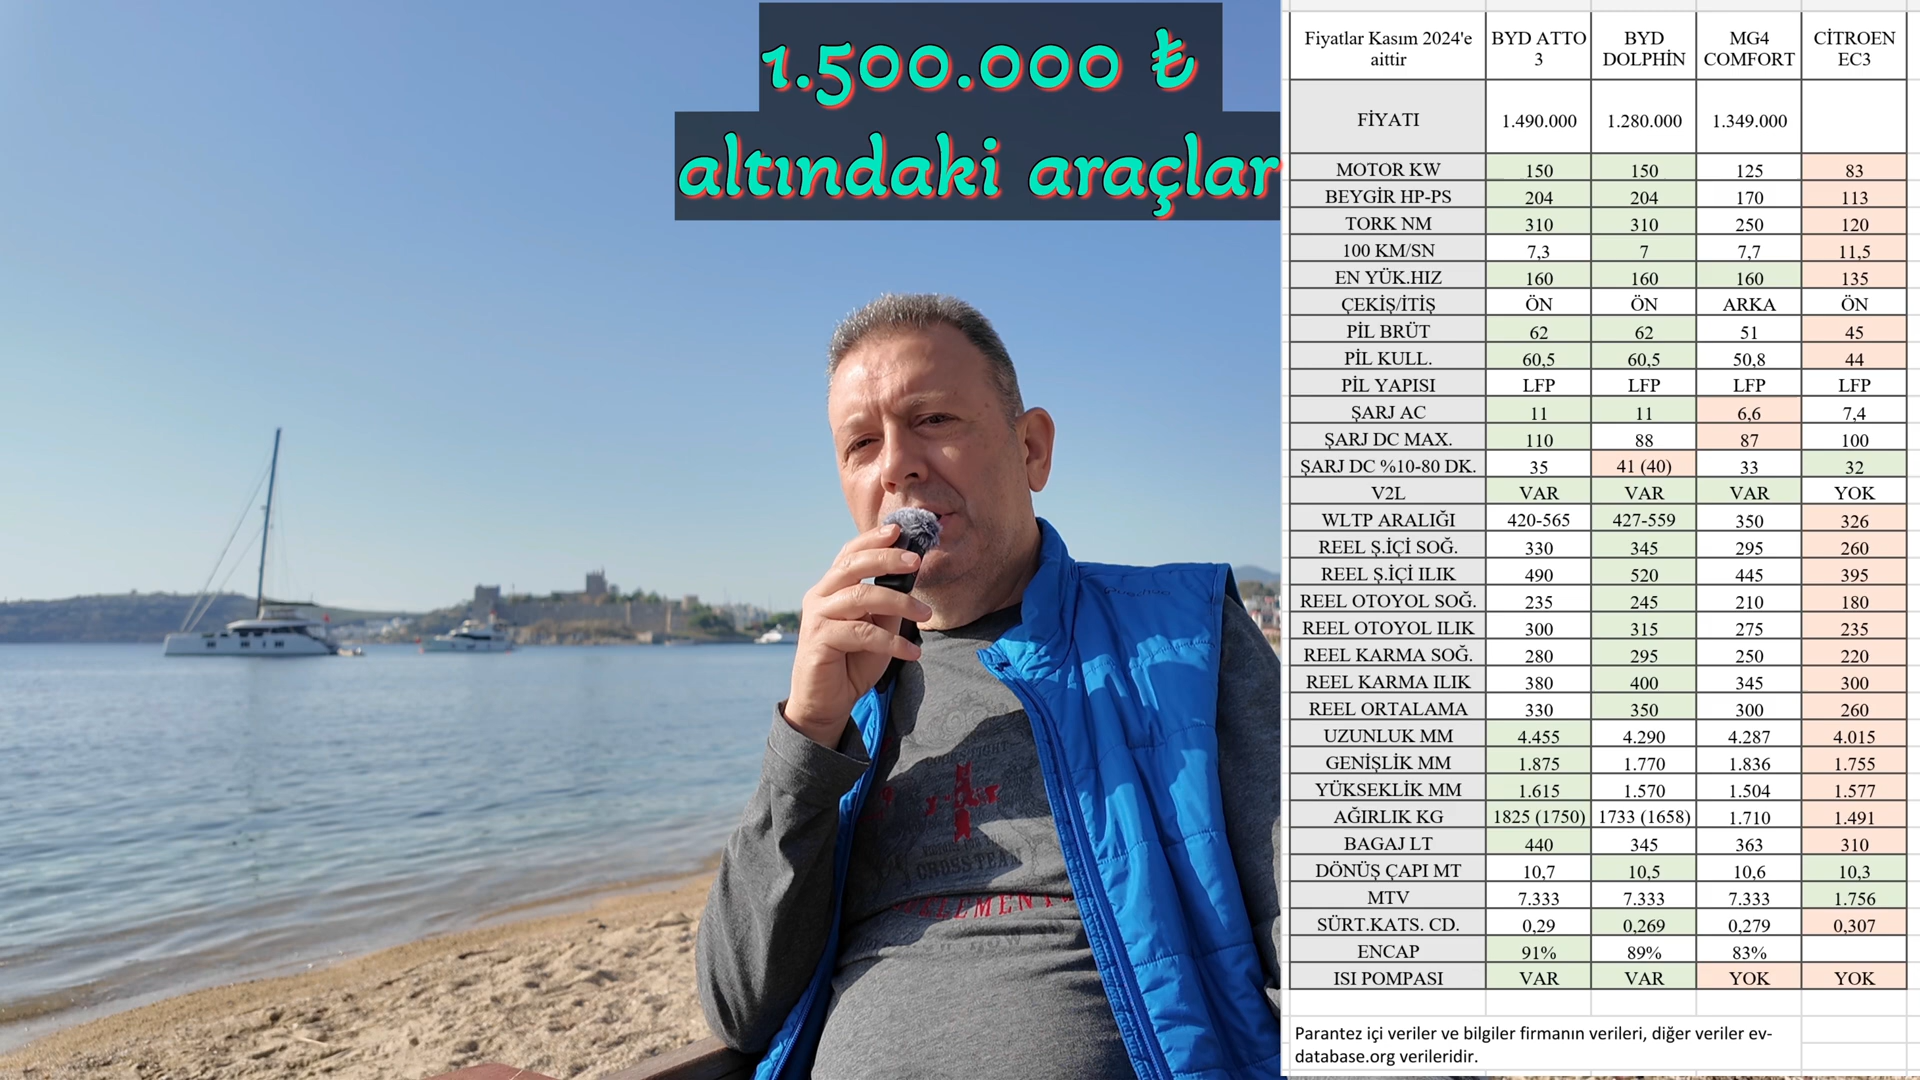 1.500.000 ₺
altındaki araçlar
Fiyatlar Kasım 2024'e aittir | BYD ATTO 3 | BYD DOLPHİN | MG4 COMFORT | CİTROEN EC3
FİYATI | 1.490.000 | 1.280.000 | 1.349.000 |
MOTOR KW | 150 | 150 | 125 | 83
BEYGİR HP-PS | 204 | 204 | 170 | 113
TORK NM | 310 | 310 | 250 | 120
100 KM/SN | 7,3 | 7 | 7,7 | 11,5
EN YÜK.HIZ | 160 | 160 | 160 | 135
ÇEKİŞ/İTİŞ | ÖN | ÖN | ARKA | ÖN
PİL BRÜT | 62 | 62 | 51 | 45
PİL KULL. | 60,5 | 60,5 | 50,8 | 44
PİL YAPISI | LFP | LFP | LFP | LFP
ŞARJ AC | 11 | 11 | 6,6 | 7,4
ŞARJ DC MAX. | 110 | 88 | 87 | 100
ŞARJ DC %10-80 DK. | 35 | 41 (40) | 33 | 32
V2L | VAR | VAR | VAR | YOK
WLTP ARALIĞI | 420-565 | 427-559 | 350 | 326
REEL Ş.İÇİ SOĞ. | 330 | 345 | 295 | 260
REEL Ş.İÇİ ILIK | 490 | 520 | 445 | 395
REEL OTOYOL SOĞ. | 235 | 245 | 210 | 180
REEL OTOYOL ILIK | 300 | 315 | 275 | 235
REEL KARMA SOĞ. | 280 | 295 | 250 | 220
REEL KARMA ILIK | 380 | 400 | 345 | 300
REEL ORTALAMA | 330 | 350 | 300 | 260
UZUNLUK MM | 4.455 | 4.290 | 4.287 | 4.015
GENİŞLİK MM | 1.875 | 1.770 | 1.836 | 1.755
YÜKSEKLİK MM | 1.615 | 1.570 | 1.504 | 1.577
AĞIRLIK KG | 1825 (1750) | 1733 (1658) | 1.710 | 1.491
BAGAJ LT | 440 | 345 | 363 | 310
DÖNÜŞ ÇAPI MT | 10,7 | 10,5 | 10,6 | 10,3
MTV | 7.333 | 7.333 | 7.333 | 1.756
SÜRT.KATS. CD. | 0,29 | 0,269 | 0,279 | 0,307
ENCAP | 91% | 89% | 83% |
ISI POMPASI | VAR | VAR | YOK | YOK
Parantez içi veriler ve bilgiler firmanın verileri, diğer veriler ev-
database.org verileridir.